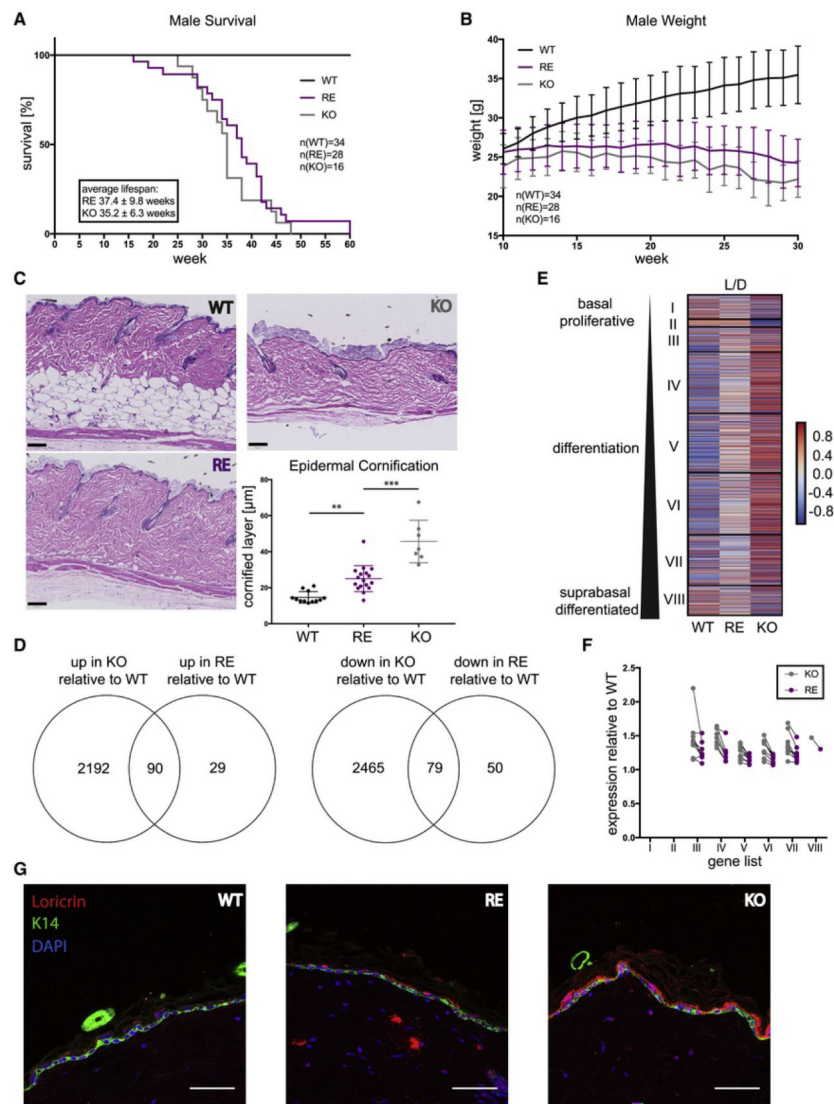 A
Male Survival
survival [%]
100
50
0
0 5 10 15 20 25 30 35 40 45 50 60
week
WT
RE
KO
n(WT)=34
n(RE)=28
n(KO)=16
average lifespan:
RE 37.4 ± 9.8 weeks
KO 35.2 ± 6.3 weeks
B
Male Weight
weight [g]
40
35
30
25
20
15
10 15 20 25 30
week
WT
RE
KO
n(WT)=34
n(RE)=28
n(KO)=16
C
WT
KO
RE
Epidermal Cornification
cornified layer [μm]
80
60
40
20
0
** ***
WT RE KO
E
L/D
basal
proliferative
differentiation
suprabasal
differentiated
I
II
III
IV
V
VI
VII
VIII
WT RE KO
0.8
0.4
0.0
-0.4
-0.8
D
up in KO
relative to WT
up in RE
relative to WT
2192 90 29
down in KO
relative to WT
down in RE
relative to WT
2465 79 50
F
expression relative to WT
2.5
2.0
1.5
1.0
0.5
0.0
KO
RE
I II III IV V VI VII VIII
gene list
G
Loricrin
K14
DAPI
WT
RE
KO